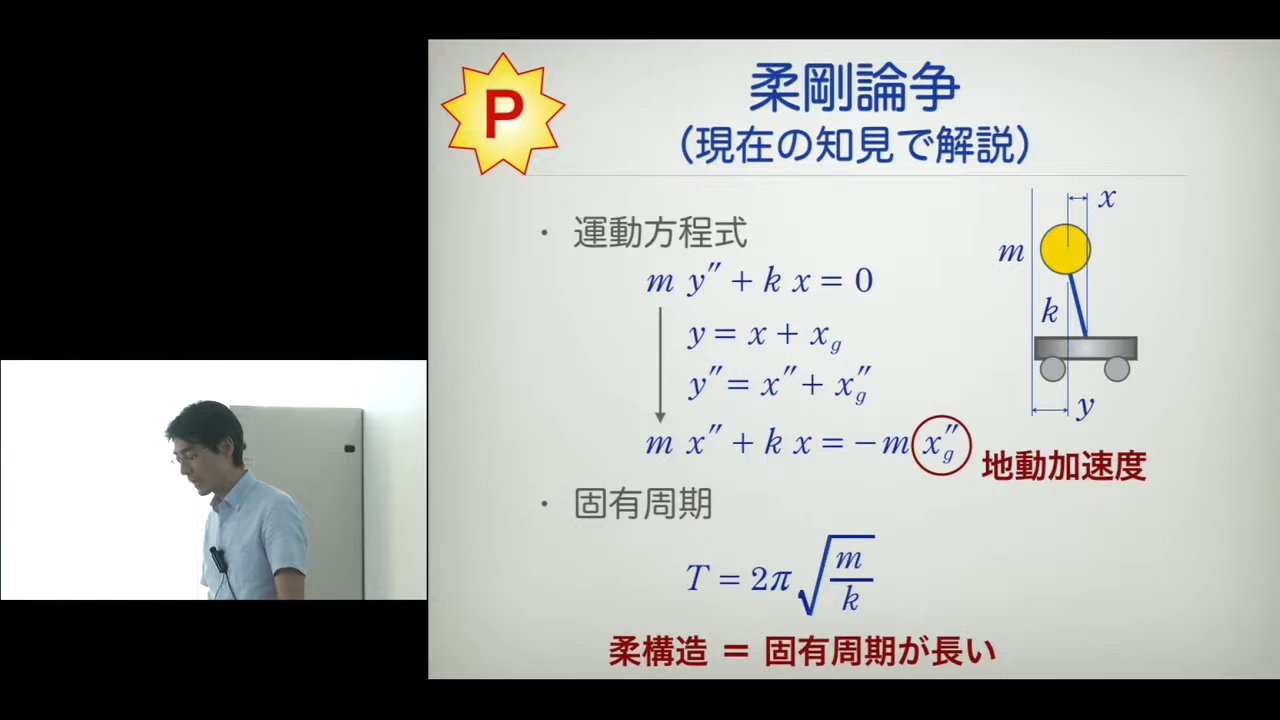 P
柔剛論争
（現在の知見で解説）
・ 運動方程式
m y″ + k x = 0
y = x + x_g
y″ = x″ + x_g″
m x″ + k x = − m x_g″
地動加速度
・ 固有周期
T = 2π √(m/k)
柔構造 ＝ 固有周期が長い
x
m
k
y